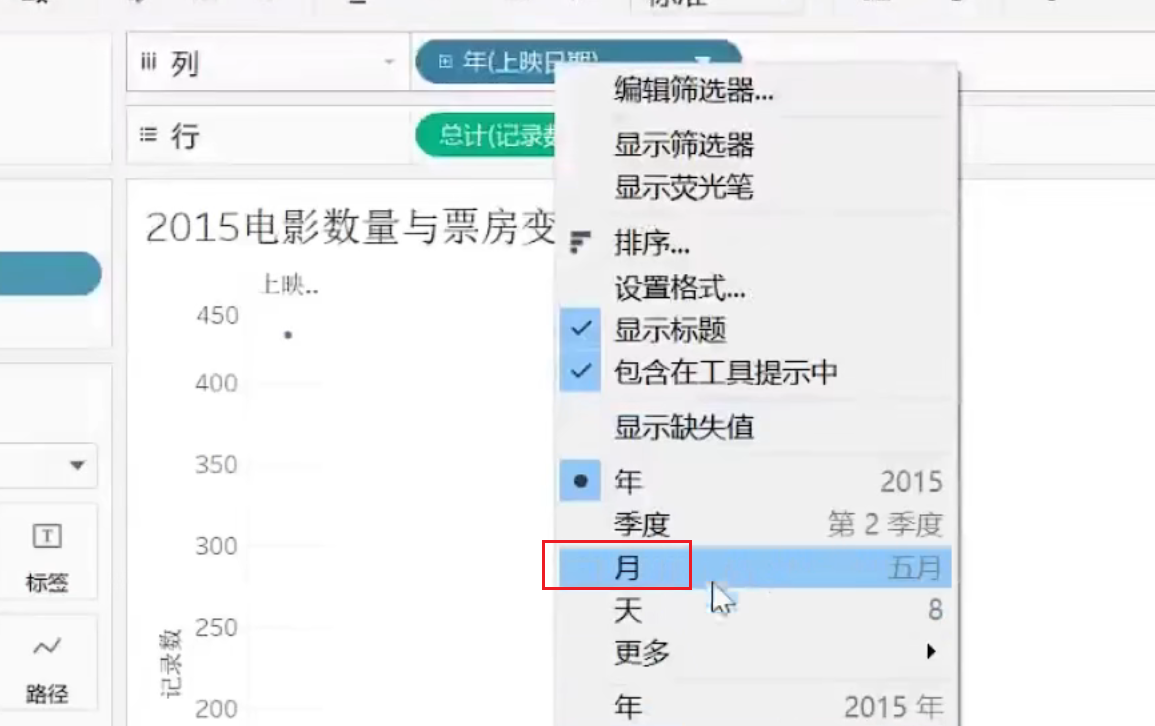 标准
列
年(上映日期)
行
总计(记录数
2015电影数量与票房变
上映..
450
400
350
300
250
200
记录数
标签
路径
编辑筛选器...
显示筛选器
显示荧光笔
排序...
设置格式...
显示标题
包含在工具提示中
显示缺失值
年 2015
季度 第 2 季度
月 五月
天 8
更多
年 2015 年